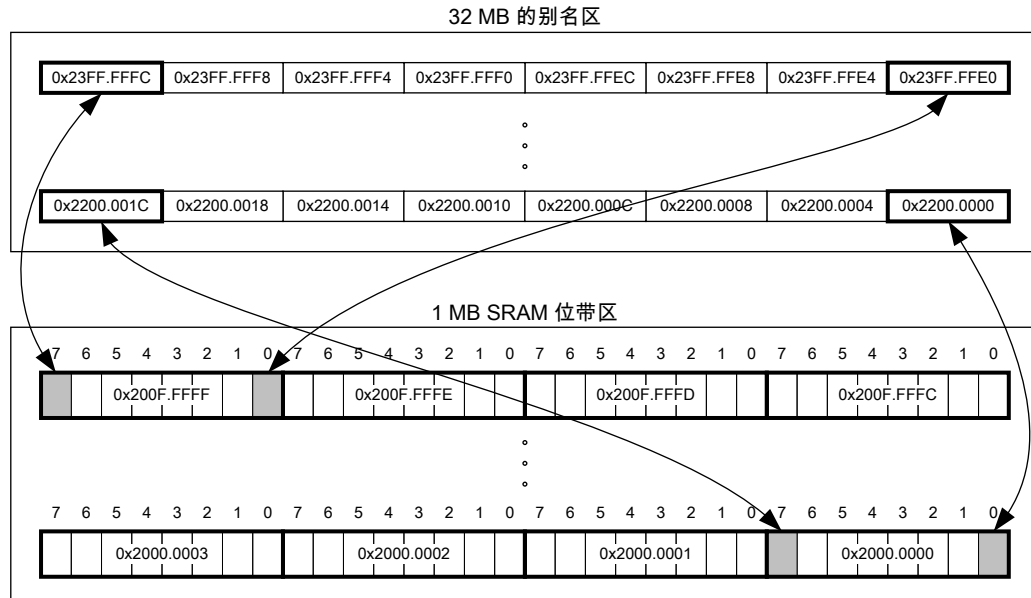 32 MB 的别名区
0x23FF.FFFC 0x23FF.FFF8 0x23FF.FFF4 0x23FF.FFF0 0x23FF.FFEC 0x23FF.FFE8 0x23FF.FFE4 0x23FF.FFE0
0x2200.001C 0x2200.0018 0x2200.0014 0x2200.0010 0x2200.000C 0x2200.0008 0x2200.0004 0x2200.0000
1 MB SRAM 位带区
7 6 5 4 3 2 1 0 7 6 5 4 3 2 1 0 7 6 5 4 3 2 1 0 7 6 5 4 3 2 1 0
0x200F.FFFF 0x200F.FFFE 0x200F.FFFD 0x200F.FFFC
7 6 5 4 3 2 1 0 7 6 5 4 3 2 1 0 7 6 5 4 3 2 1 0 7 6 5 4 3 2 1 0
0x2000.0003 0x2000.0002 0x2000.0001 0x2000.0000